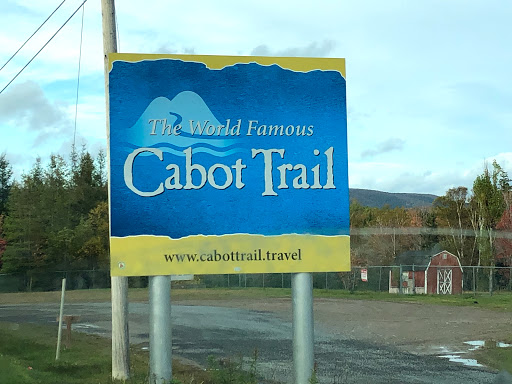 The World Famous
Cabot Trail
www.cabottrail.travel